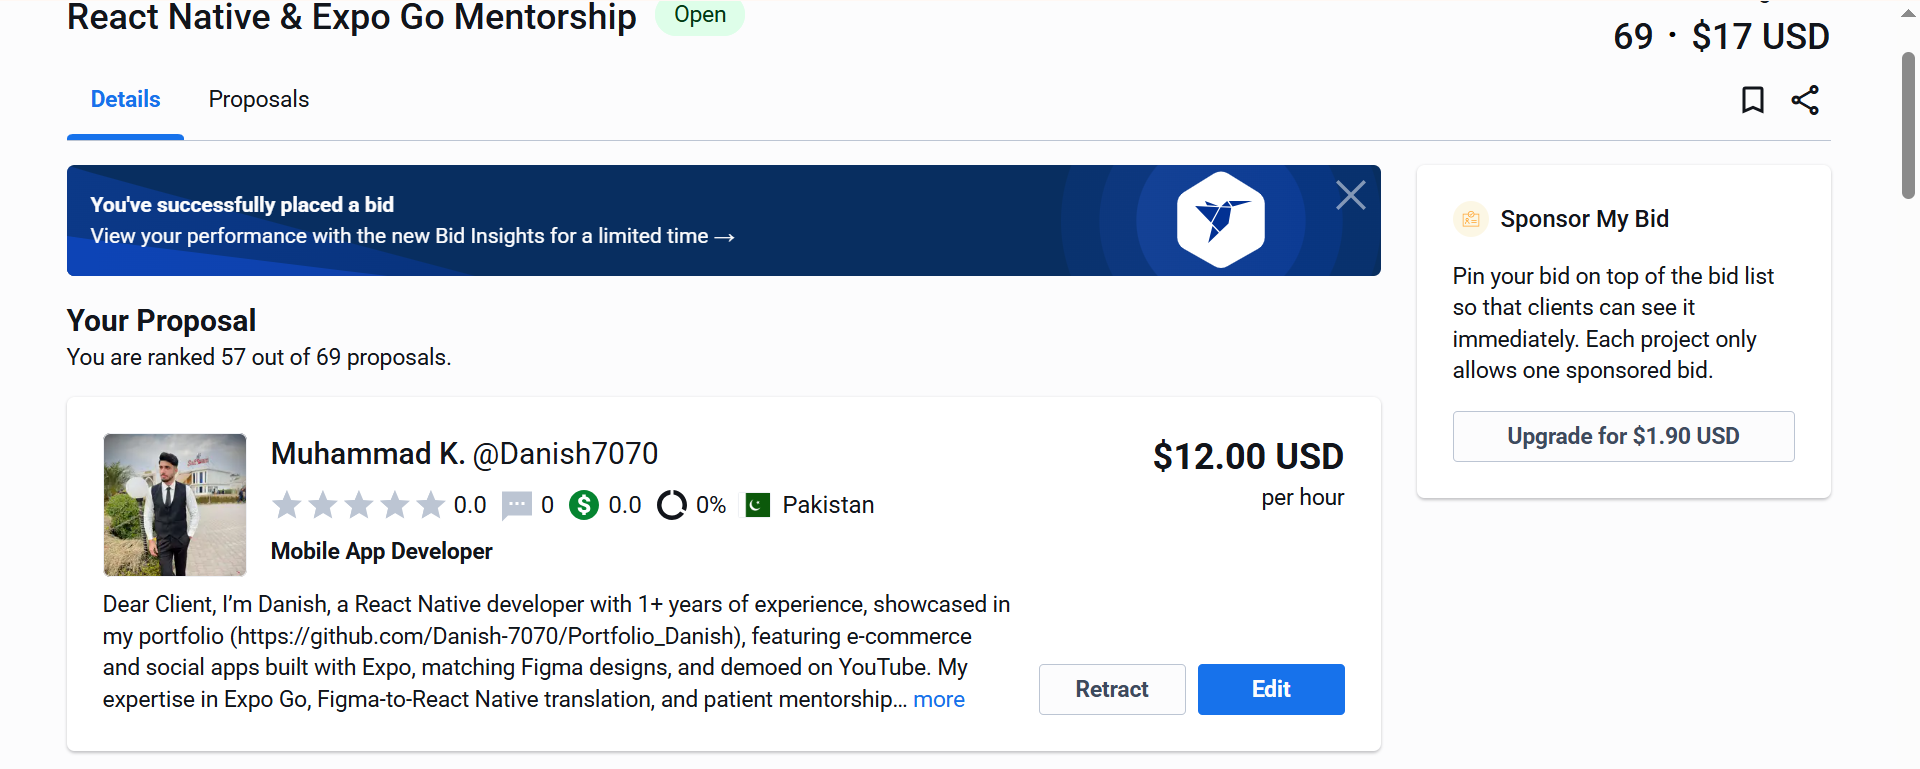 React Native & Expo Go Mentorship
Open
69 · $17 USD
Details
Proposals
You've successfully placed a bid
View your performance with the new Bid Insights for a limited time →
Your Proposal
You are ranked 57 out of 69 proposals.
Muhammad K. @Danish7070
0.0 0 0.0 0% Pakistan
Mobile App Developer
$12.00 USD
per hour
Dear Client, I’m Danish, a React Native developer with 1+ years of experience, showcased in
my portfolio (https://github.com/Danish-7070/Portfolio_Danish), featuring e-commerce
and social apps built with Expo, matching Figma designs, and demoed on YouTube. My
expertise in Expo Go, Figma-to-React Native translation, and patient mentorship... more
Retract
Edit
Sponsor My Bid
Pin your bid on top of the bid list
so that clients can see it
immediately. Each project only
allows one sponsored bid.
Upgrade for $1.90 USD